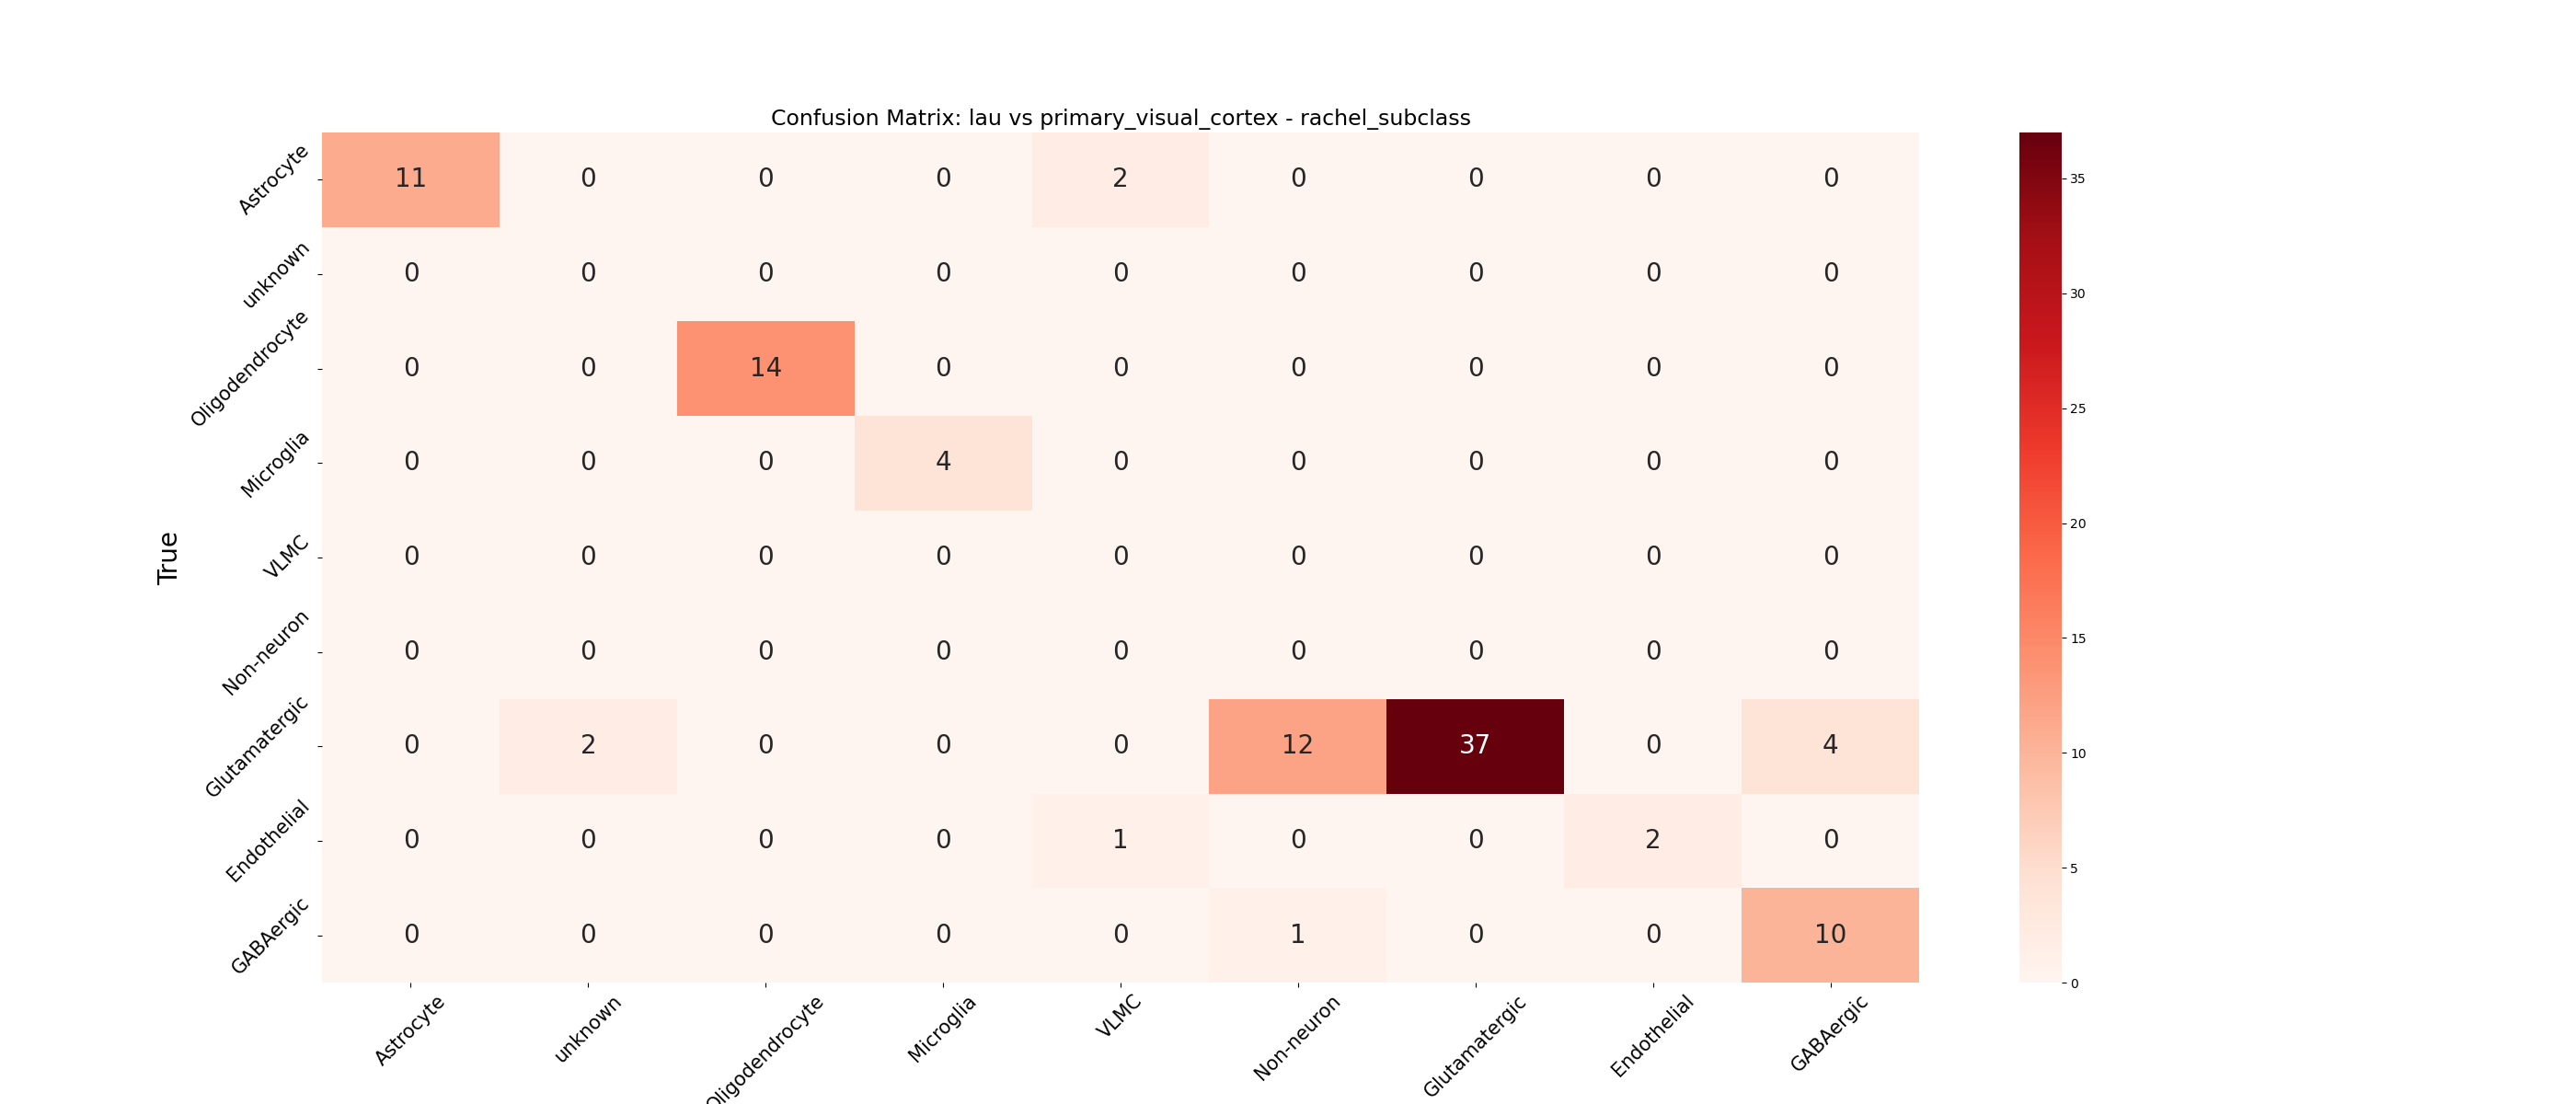 Confusion Matrix: lau vs primary_visual_cortex - rachel_subclass
Astrocyte 11 0 0 0 2 0 0 0 0
unknown 0 0 0 0 0 0 0 0 0
Oligodendrocyte 0 0 14 0 0 0 0 0 0
Microglia 0 0 0 4 0 0 0 0 0
VLMC 0 0 0 0 0 0 0 0 0
Non-neuron 0 0 0 0 0 0 0 0 0
Glutamatergic 0 2 0 0 0 12 37 0 4
Endothelial 0 0 0 0 1 0 0 2 0
GABAergic 0 0 0 0 0 1 0 0 10
True
Astrocyte unknown Oligodendrocyte Microglia VLMC Non-neuron Glutamatergic Endothelial GABAergic
35
30
25
20
15
10
5
0